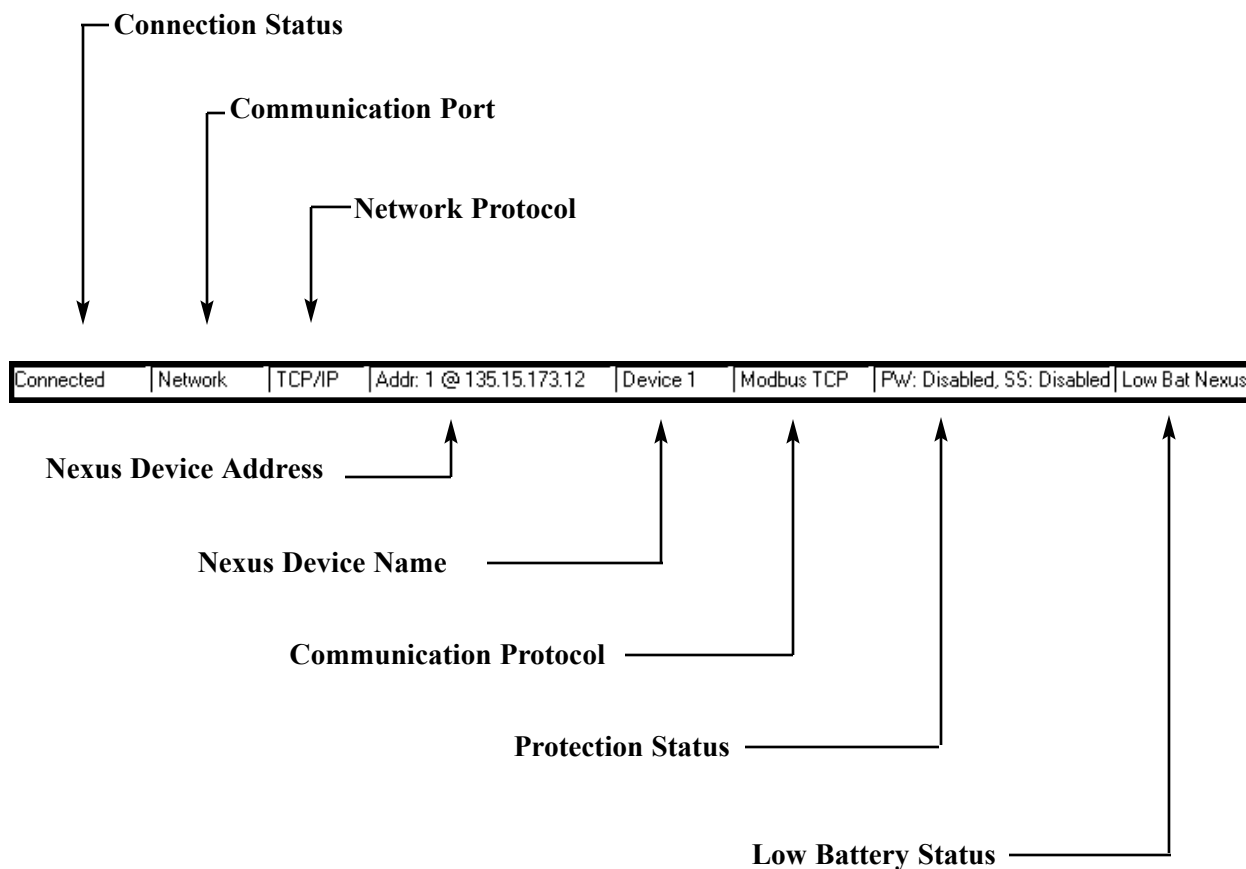 Connection Status
Communication Port
Network Protocol
Connected Network TCP/IP Addr: 1 @ 135.15.173.12 Device 1 Modbus TCP PW: Disabled, SS: Disabled Low Bat Nexus
Nexus Device Address
Nexus Device Name
Communication Protocol
Protection Status
Low Battery Status